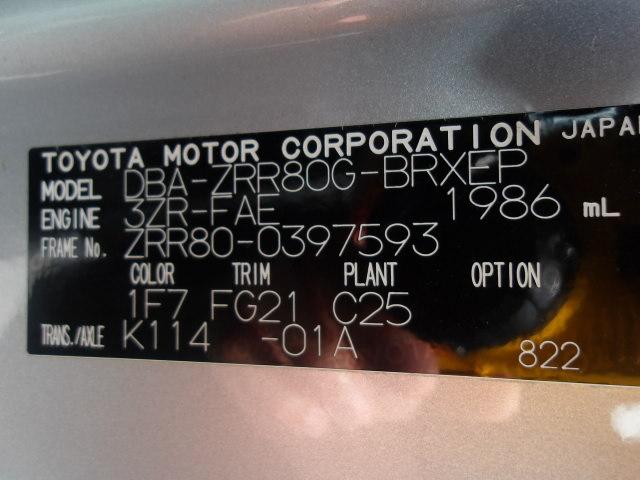 TOYOTA MOTOR CORPORATION JAPAN
MODEL DBA-ZRR80G-BRXEP
ENGINE 3ZR-FAE 1986 mL
FRAME No. ZRR80-0397593
COLOR TRIM PLANT OPTION
1F7 FG21 C25
TRANS./AXLE K114 -01A
822